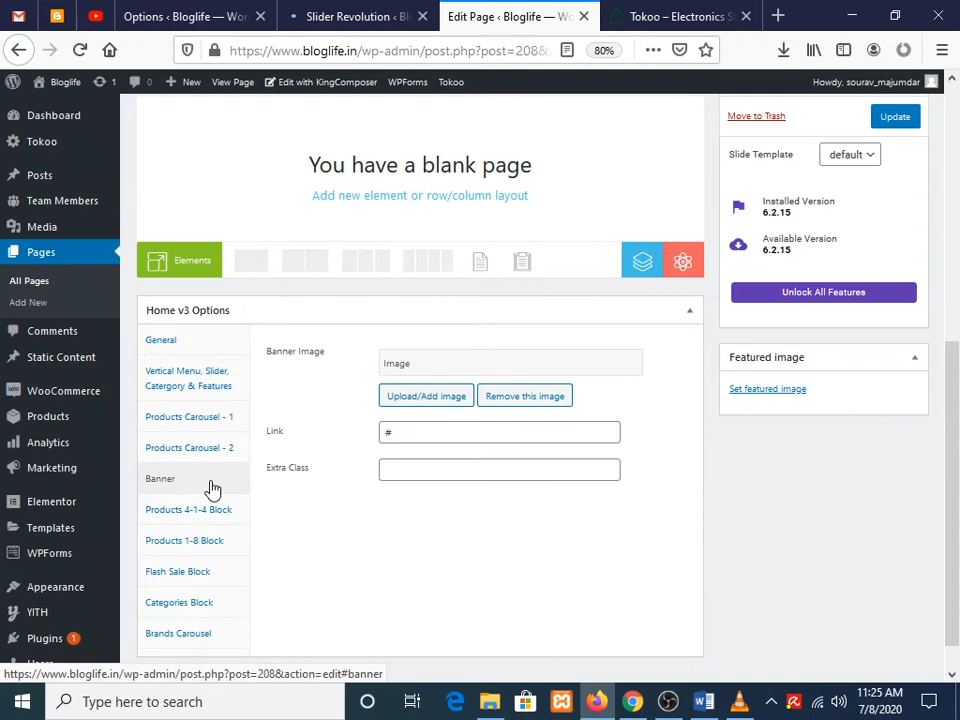 Options ‹ Bloglife — Wor
Slider Revolution ‹ Bl
Edit Page ‹ Bloglife — Wo
Tokoo – Electronics S
https://www.bloglife.in/wp-admin/post.php?post=208&
80%
Bloglife
1
0
New
View Page
Edit with KingComposer
WPForms
Tokoo
Howdy, sourav_majumdar
Dashboard
Tokoo
Posts
Team Members
Media
Pages
All Pages
Add New
Comments
Static Content
WooCommerce
Products
Analytics
Marketing
Elementor
Templates
WPForms
Appearance
YITH
Plugins 1
You have a blank page
Add new element or row/column layout
Elements
Home v3 Options
General
Vertical Menu, Slider,
Catergory & Features
Products Carousel - 1
Products Carousel - 2
Banner
Products 4-1-4 Block
Products 1-8 Block
Flash Sale Block
Categories Block
Brands Carousel
Banner Image
Image
Upload/Add image
Remove this image
Link
#
Extra Class
Move to Trash
Update
Slide Template
default
Installed Version
6.2.15
Available Version
6.2.15
Unlock All Features
Featured image
Set featured image
https://www.bloglife.in/wp-admin/post.php?post=208&action=edit#banner
Type here to search
11:25 AM
7/8/2020